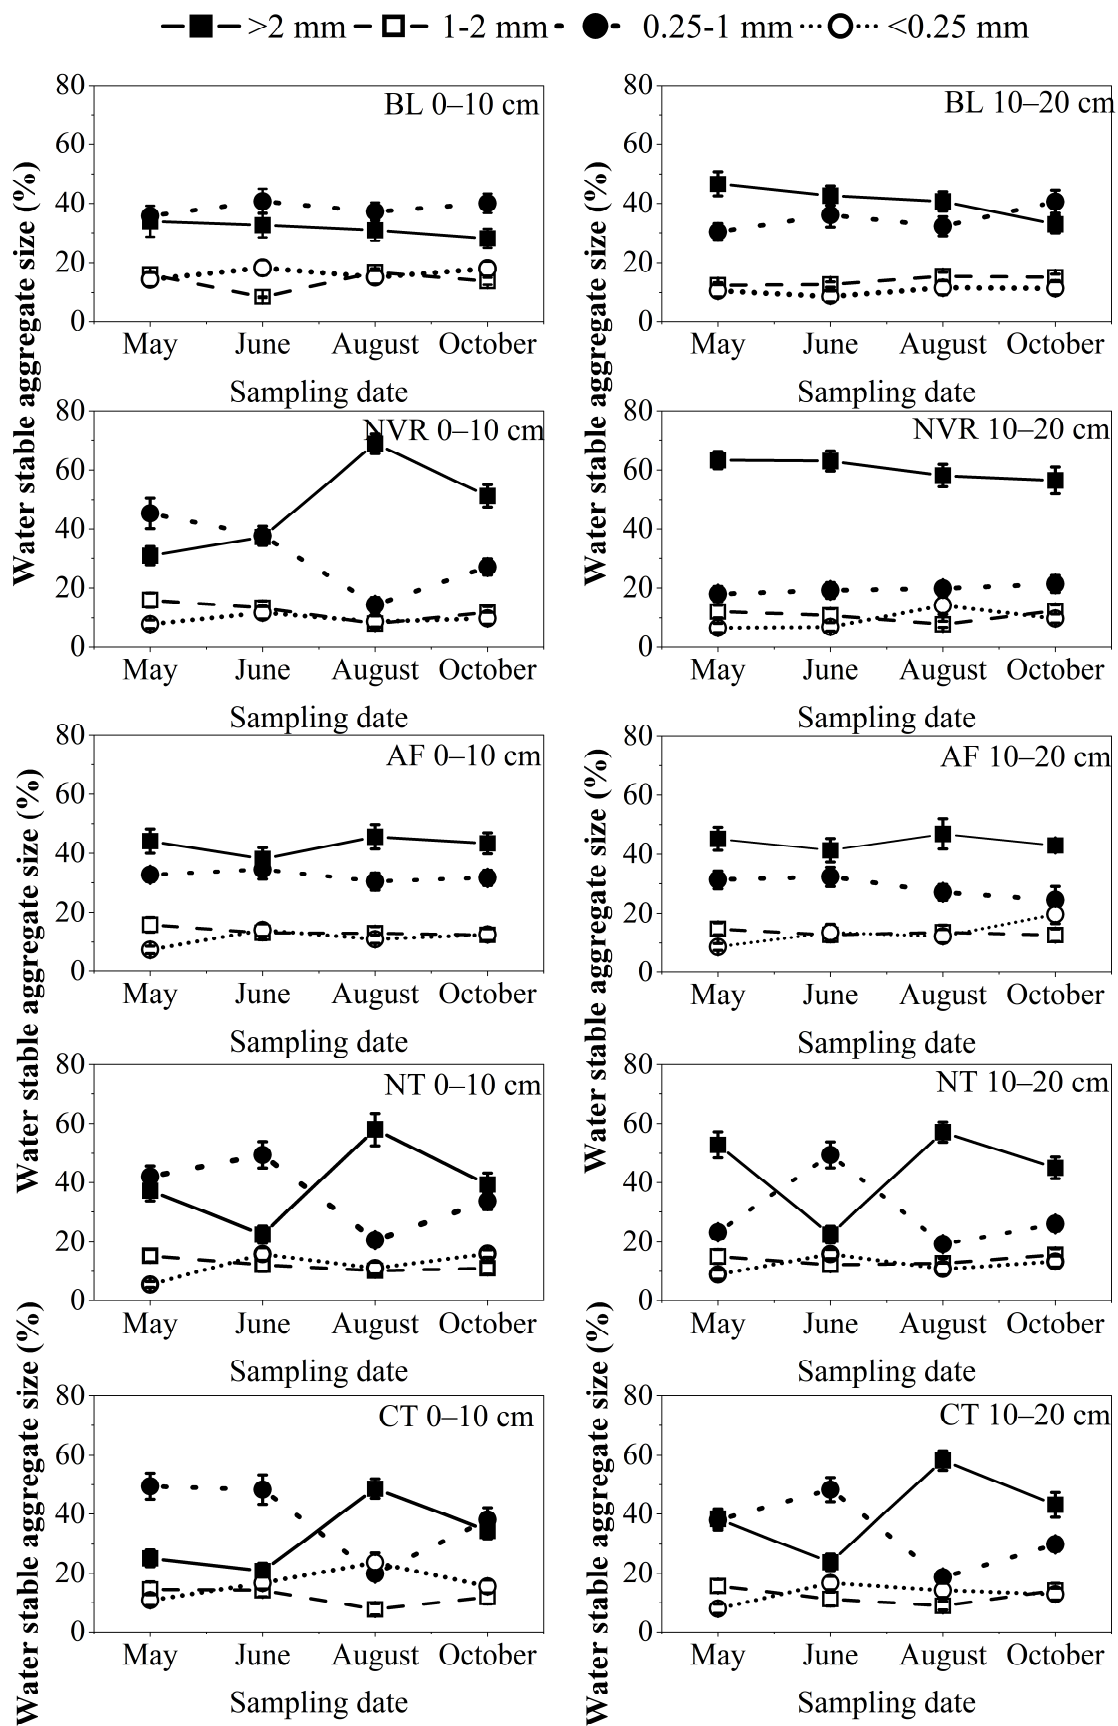 >2 mm 1-2 mm 0.25-1 mm <0.25 mm
Water stable aggregate size (%)
80
60
40
20
0
BL 0–10 cm
May June August October
Sampling date
Water stable aggregate size (%)
80
60
40
20
0
BL 10–20 cm
May June August October
Sampling date
80
60
40
20
0
NVR 0–10 cm
May June August October
Sampling date
80
60
40
20
0
NVR 10–20 cm
May June August October
Sampling date
Water stable aggregate size (%)
80
60
40
20
0
AF 0–10 cm
May June August October
Sampling date
Water stable aggregate size (%)
80
60
40
20
0
AF 10–20 cm
May June August October
Sampling date
80
60
40
20
0
NT 0–10 cm
May June August October
Sampling date
80
60
40
20
0
NT 10–20 cm
May June August October
Sampling date
Water stable aggregate size (%)
80
60
40
20
0
CT 0–10 cm
May June August October
Sampling date
Water stable aggregate size (%)
80
60
40
20
0
CT 10–20 cm
May June August October
Sampling date